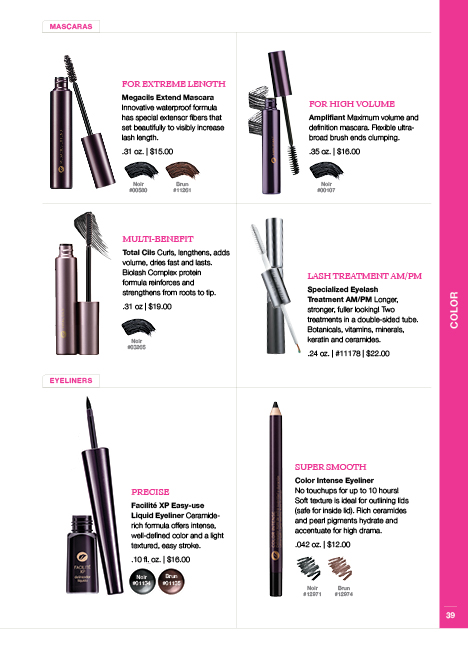 MASCARAS
FOR EXTREME LENGTH
Megacils Extend Mascara
Innovative waterproof formula
has special extensor fibers that
set beautifully to visibly increase
lash length.
.31 oz. | $15.00
Noir
Brun
#11201
FOR HIGH VOLUME
Amplifiant Maximum volume and
definition mascara. Flexible ultra-
broad brush ends clumping.
.35 oz. | $16.00
Noir
#00107
MULTI-BENEFIT
Total Cils Curls, lengthens, adds
volume, dries fast and lasts.
Biolash Complex protein
formula reinforces and
strengthens from roots to tip.
.31 oz | $19.00
Noir
LASH TREATMENT AM/PM
Specialized Eyelash
Treatment AM/PM Longer,
stronger, fuller looking! Two
treatments in a double-sided tube.
Botanicals, vitamins, minerals,
keratin and ceramides.
.24 oz. | #11178 | $22.00
COLOR
EYELINERS
PRECISE
Facilité XP Easy-use
Liquid Eyeliner Ceramide-
rich formula offers intense,
well-defined color and a light
textured, easy stroke.
.10 fl. oz. | $16.00
Noir
#01134
Brun
#01135
FACILITÉ
XP
SUPER SMOOTH
Color Intense Eyeliner
No touchups for up to 10 hours!
Soft texture is ideal for outlining lids
(safe for inside lid). Rich ceramides
and pearl pigments hydrate and
accentuate for high drama.
.042 oz. | $12.00
Noir
#12971
Brun
#12974
39